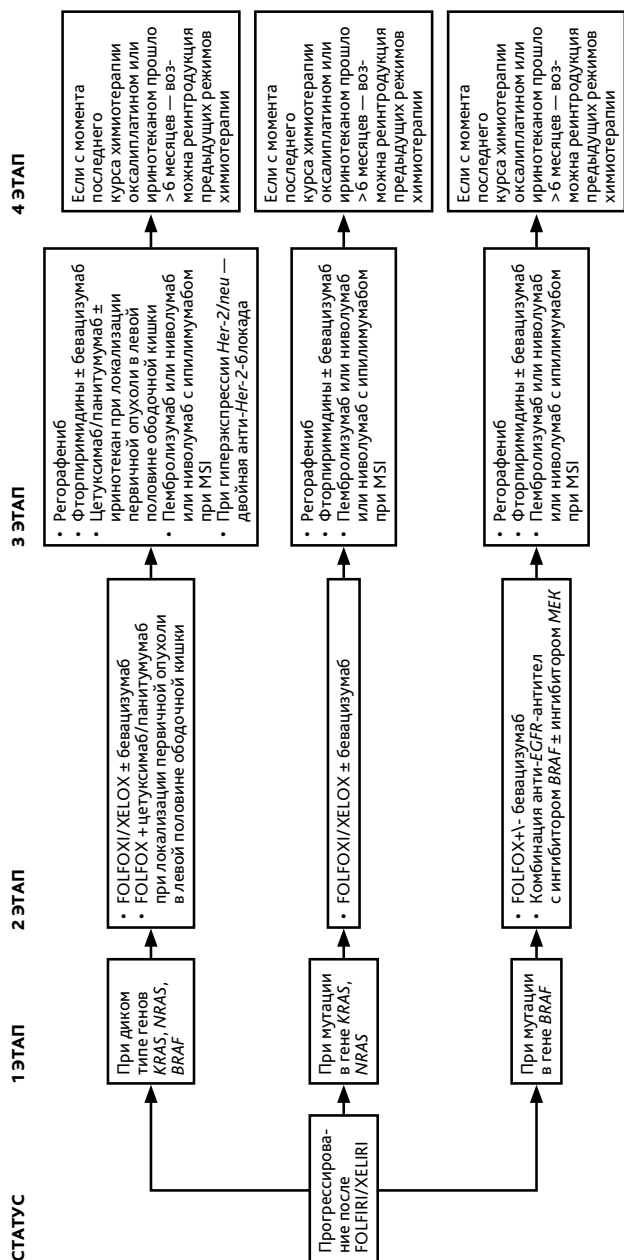 СТАТУС
1 ЭТАП
2 ЭТАП
3 ЭТАП
4 ЭТАП
Прогрессирова-
ние после
FOLFIRI/XELIRI
При диком
типе генов
KRAS, NRAS,
BRAF
• FOLFOXI/XELOX ± бевацизумаб
• FOLFOX + цетуксимаб/панитумумаб
при локализации первичной опухоли
в левой половине ободочной кишки
• Регорафениб
• Фторпиримидины ± бевацизумаб
• Цетуксимаб/панитумумаб ±
иринотекан при локализации
первичной опухоли в левой
половине ободочной кишки
• Пембролизумаб или ниволумаб
или ниволумаб с ипилимумабом
при MSI
• При гиперэкспрессии Her-2/neu —
двойная анти-Her-2-блокада
Если с момента
последнего
курса химиотерапии
оксалиплатином или
иринотеканом прошло
> 6 месяцев — воз-
можна реинтродукция
предыдущих режимов
химиотерапии
При мутации
в гене KRAS,
NRAS
• FOLFOXI/XELOX ± бевацизумаб
• Регорафениб
• Фторпиримидины ± бевацизумаб
• Пембролизумаб или ниволумаб
или ниволумаб с ипилимумабом
при MSI
Если с момента
последнего
курса химиотерапии
оксалиплатином или
иринотеканом прошло
> 6 месяцев — воз-
можна реинтродукция
предыдущих режимов
химиотерапии
При мутации
в гене BRAF
• FOLFOX+\- бевацизумаб
• Комбинация анти-EGFR-антител
с ингибитором BRAF ± ингибитором MEK
• Регорафениб
• Фторпиримидины ± бевацизумаб
• Пембролизумаб или ниволумаб
или ниволумаб с ипилимумабом
при MSI
Если с момента
последнего
курса химиотерапии
оксалиплатином или
иринотеканом прошло
> 6 месяцев — воз-
можна реинтродукция
предыдущих режимов
химиотерапии